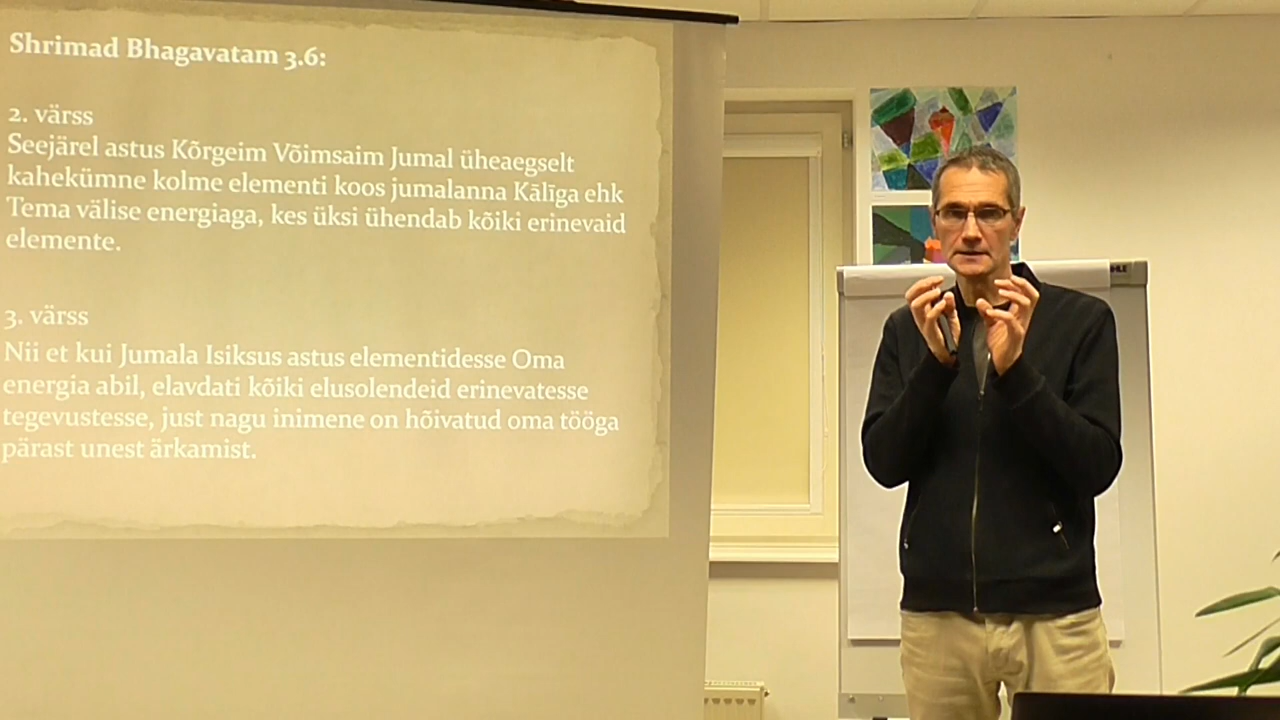 Shrimad Bhagavatam 3.6:
2. värss
Seejärel astus Kõrgeim Võimsaim Jumal üheaegselt
kahekümne kolme elementi koos jumalanna Kālīga ehk
Tema välise energiaga, kes üksi ühendab kõiki erinevaid
elemente.
3. värss
Nii et kui Jumala Isiksus astus elementidesse Oma
energia abil, elavdati kõiki elusolendeid erinevatesse
tegevustesse, just nagu inimene on hõivatud oma tööga
pärast unest ärkamist.